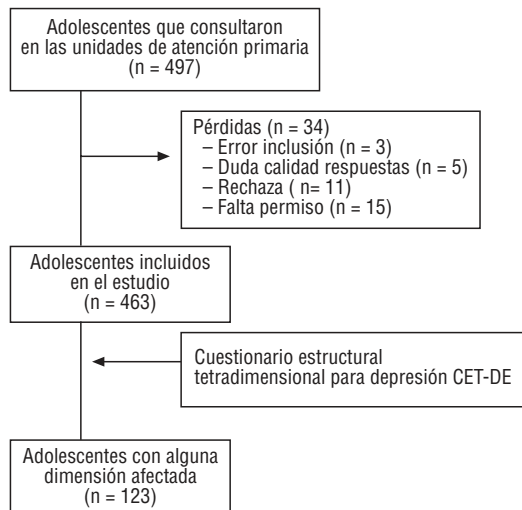 Adolescentes que consultaron
en las unidades de atención primaria
(n = 497)
Pérdidas (n = 34)
– Error inclusión (n = 3)
– Duda calidad respuestas (n = 5)
– Rechaza ( n= 11)
– Falta permiso (n = 15)
Adolescentes incluidos
en el estudio
(n = 463)
Cuestionario estructural
tetradimensional para depresión CET-DE
Adolescentes con alguna
dimensión afectada
(n = 123)